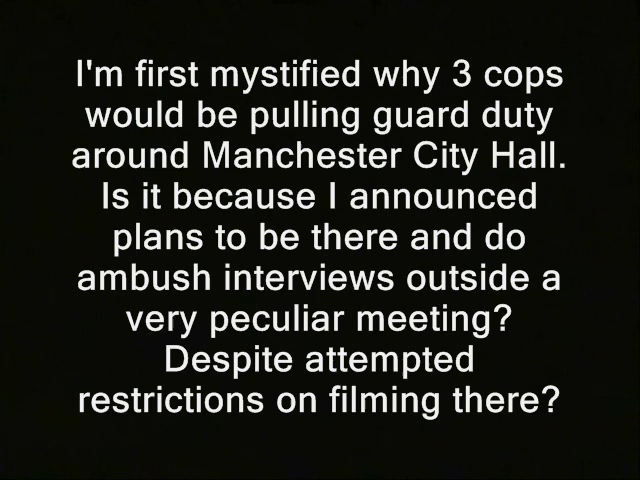 I'm first mystified why 3 cops
would be pulling guard duty
around Manchester City Hall.
Is it because I announced
plans to be there and do
ambush interviews outside a
very peculiar meeting?
Despite attempted
restrictions on filming there?